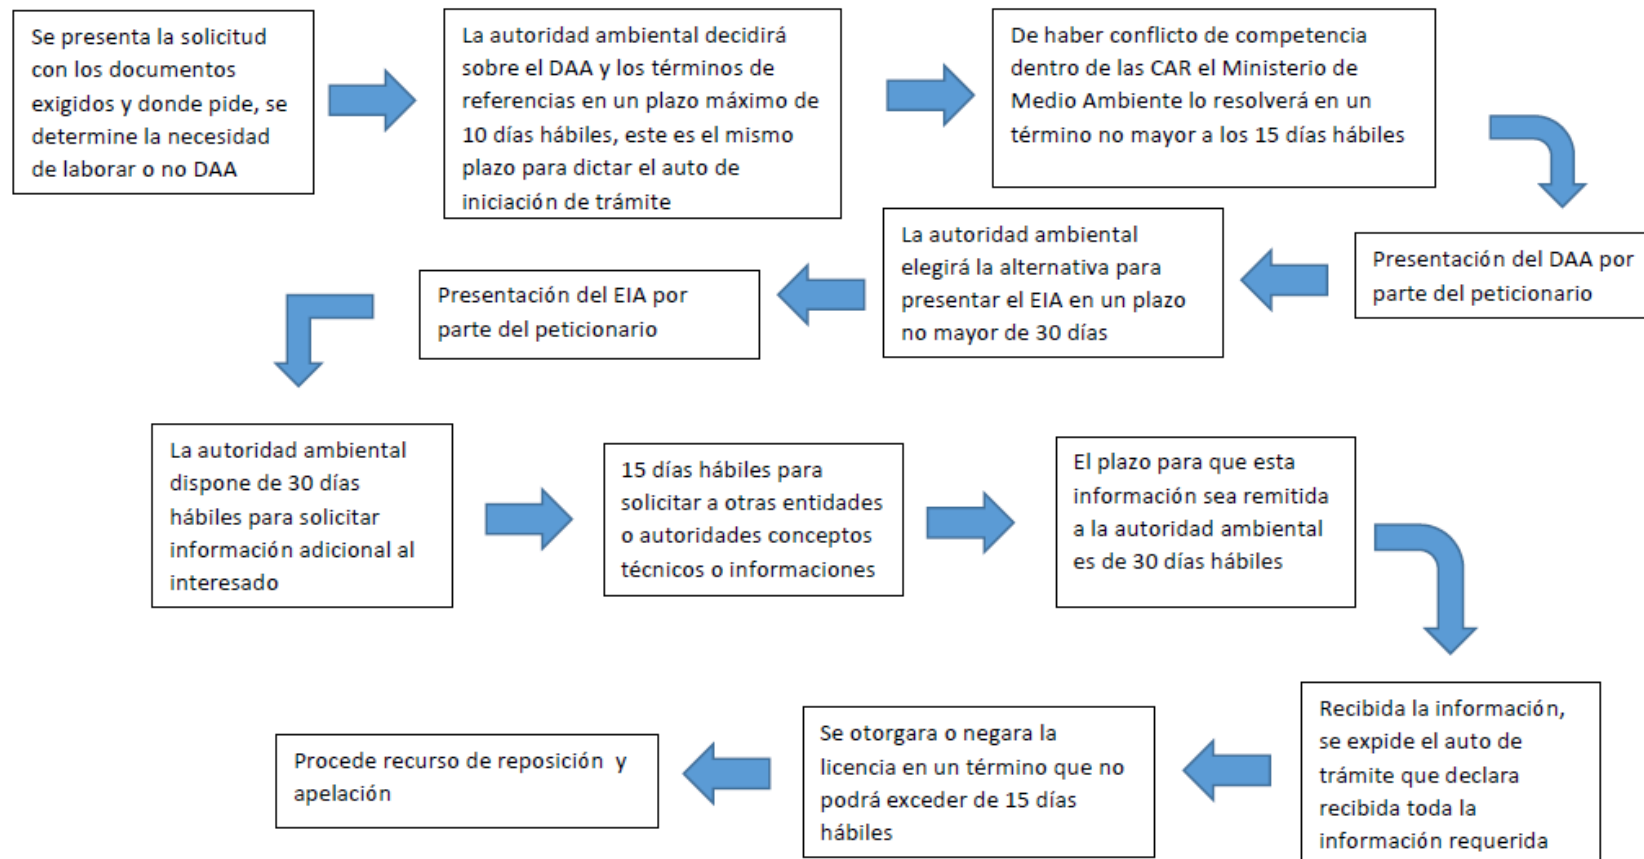 Se presenta la solicitud
con los documentos
exigidos y donde pide, se
determine la necesidad
de laborar o no DAA
La autoridad ambiental decidirá
sobre el DAA y los términos de
referencias en un plazo máximo de
10 días hábiles, este es el mismo
plazo para dictar el auto de
iniciación de trámite
De haber conflicto de competencia
dentro de las CAR el Ministerio de
Medio Ambiente lo resolverá en un
término no mayor a los 15 días hábiles
Presentación del DAA por
parte del peticionario
La autoridad ambiental
elegirá la alternativa para
presentar el EIA en un plazo
no mayor de 30 días
Presentación del EIA por
parte del peticionario
La autoridad ambiental
dispone de 30 días
hábiles para solicitar
información adicional al
interesado
15 días hábiles para
solicitar a otras entidades
o autoridades conceptos
técnicos o informaciones
El plazo para que esta
información sea remitida
a la autoridad ambiental
es de 30 días hábiles
Recibida la información,
se expide el auto de
trámite que declara
recibida toda la
información requerida
Se otorgara o negara la
licencia en un término que no
podrá exceder de 15 días
hábiles
Procede recurso de reposición y
apelación